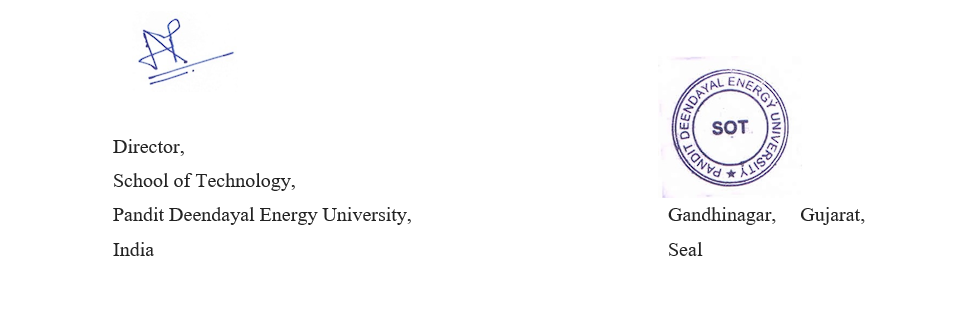 PANDIT DEENDAYAL ENERGY UNIVERSITY ★
SOT
Director,
School of Technology,
Pandit Deendayal Energy University,
Gandhinagar, Gujarat,
India
Seal